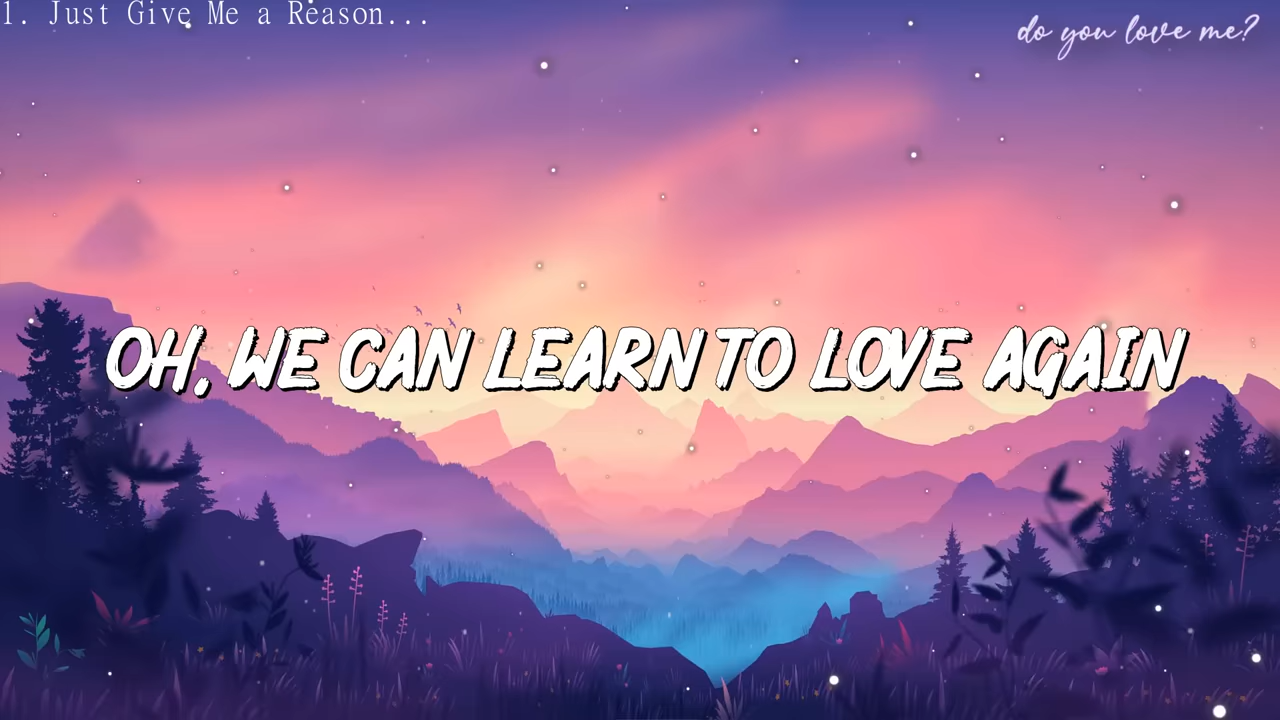 1. Just Give Me a Reason...
do you love me?
OH, WE CAN LEARN TO LOVE AGAIN